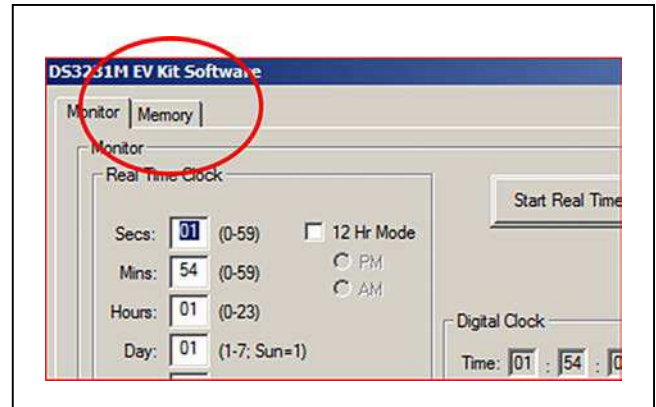 DS3231M EV Kit Software
Monitor Memory
Monitor
Real Time Clock
Start Real Time
Secs: 01 (0-59) 12 Hr Mode
Mins: 54 (0-59) PM
AM
Hours: 01 (0-23)
Digital Clock
Day: 01 (1-7; Sun=1)
Time: 01 : 54 : 0